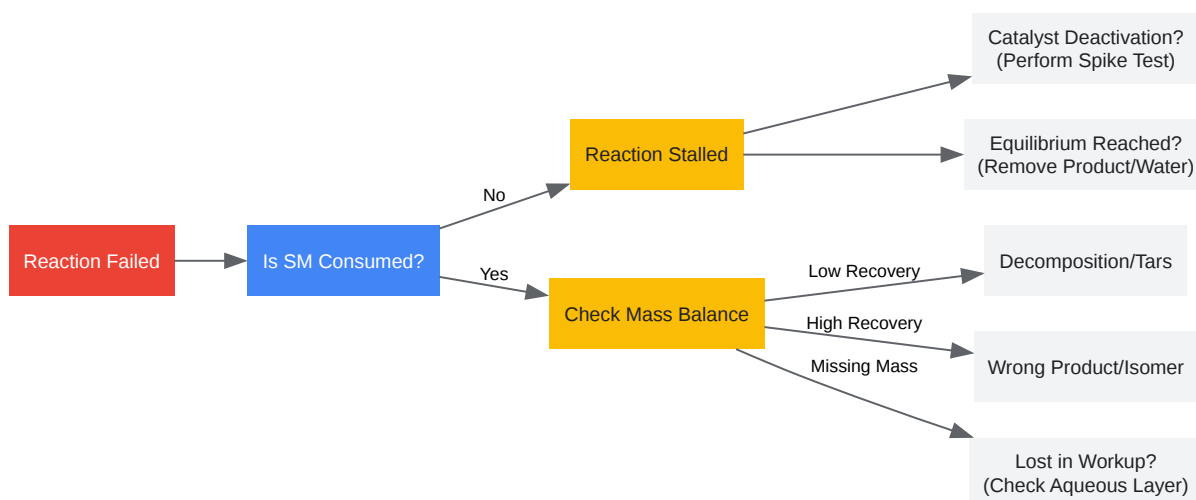 Reaction Failed
Is SM Consumed?
No
Yes
Reaction Stalled
Check Mass Balance
Low Recovery
High Recovery
Missing Mass
Catalyst Deactivation?
(Perform Spike Test)
Equilibrium Reached?
(Remove Product/Water)
Decomposition/Tars
Wrong Product/Isomer
Lost in Workup?
(Check Aqueous Layer)